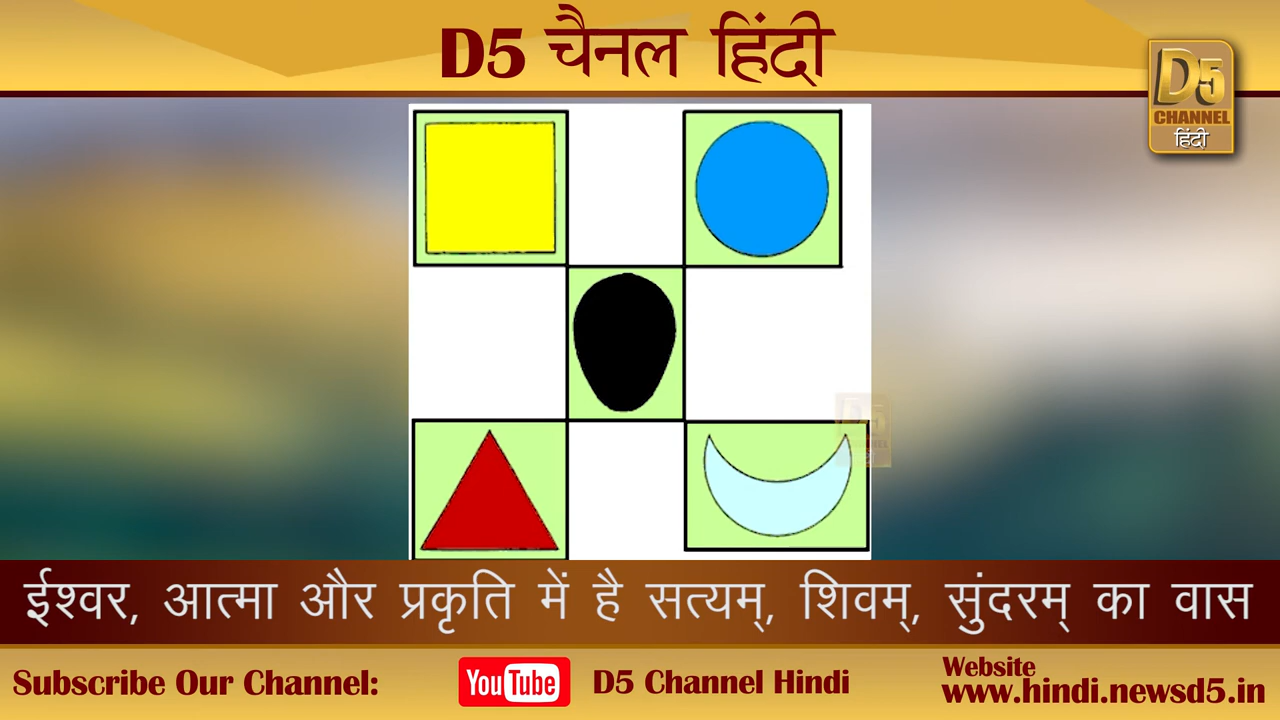 D5 चैनल हिंदी
D5
CHANNEL
हिंदी
ईश्वर, आत्मा और प्रकृति में है सत्यम्, शिवम्, सुंदरम् का वास
Subscribe Our Channel:
YouTube
D5 Channel Hindi
Website
www.hindi.newsd5.in